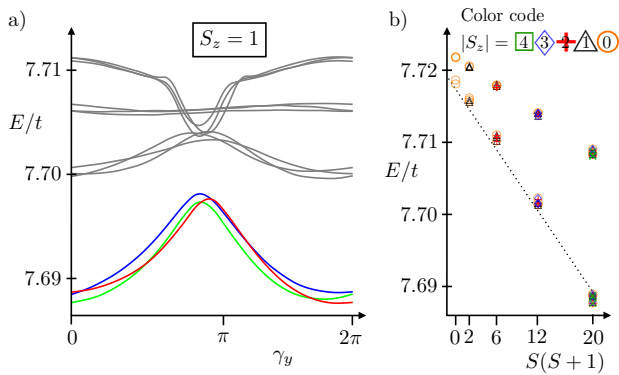 a)
S_z = 1
7.71
E/t
7.70
7.69
0
π
2π
γ_y
b)
Color code
|S_z| = 4 3 2 1 0
7.72
7.71
E/t
7.70
7.69
0 2 6 12 20
S(S + 1)